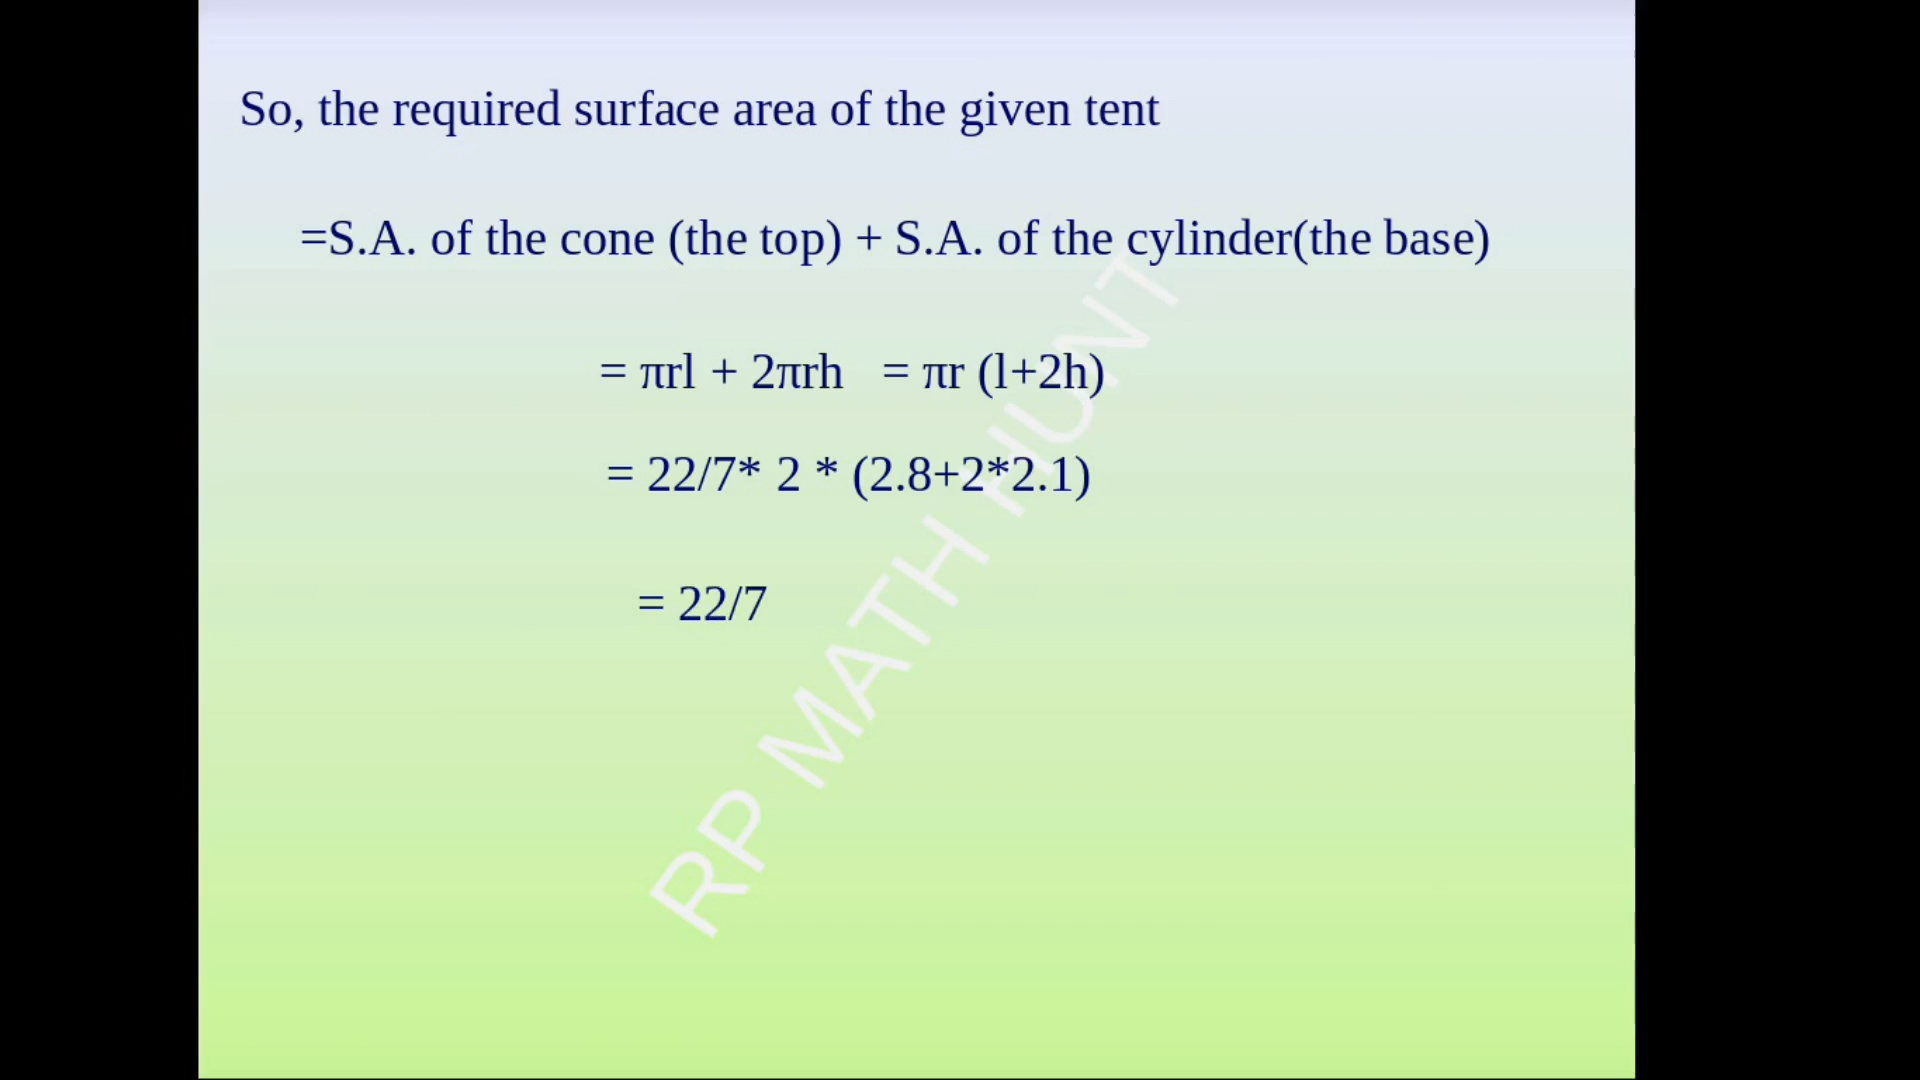 So, the required surface area of the given tent
=S.A. of the cone (the top) + S.A. of the cylinder(the base)
= πrl + 2πrh = πr (l+2h)
= 22/7* 2 * (2.8+2*2.1)
= 22/7
RP MATH HUNT